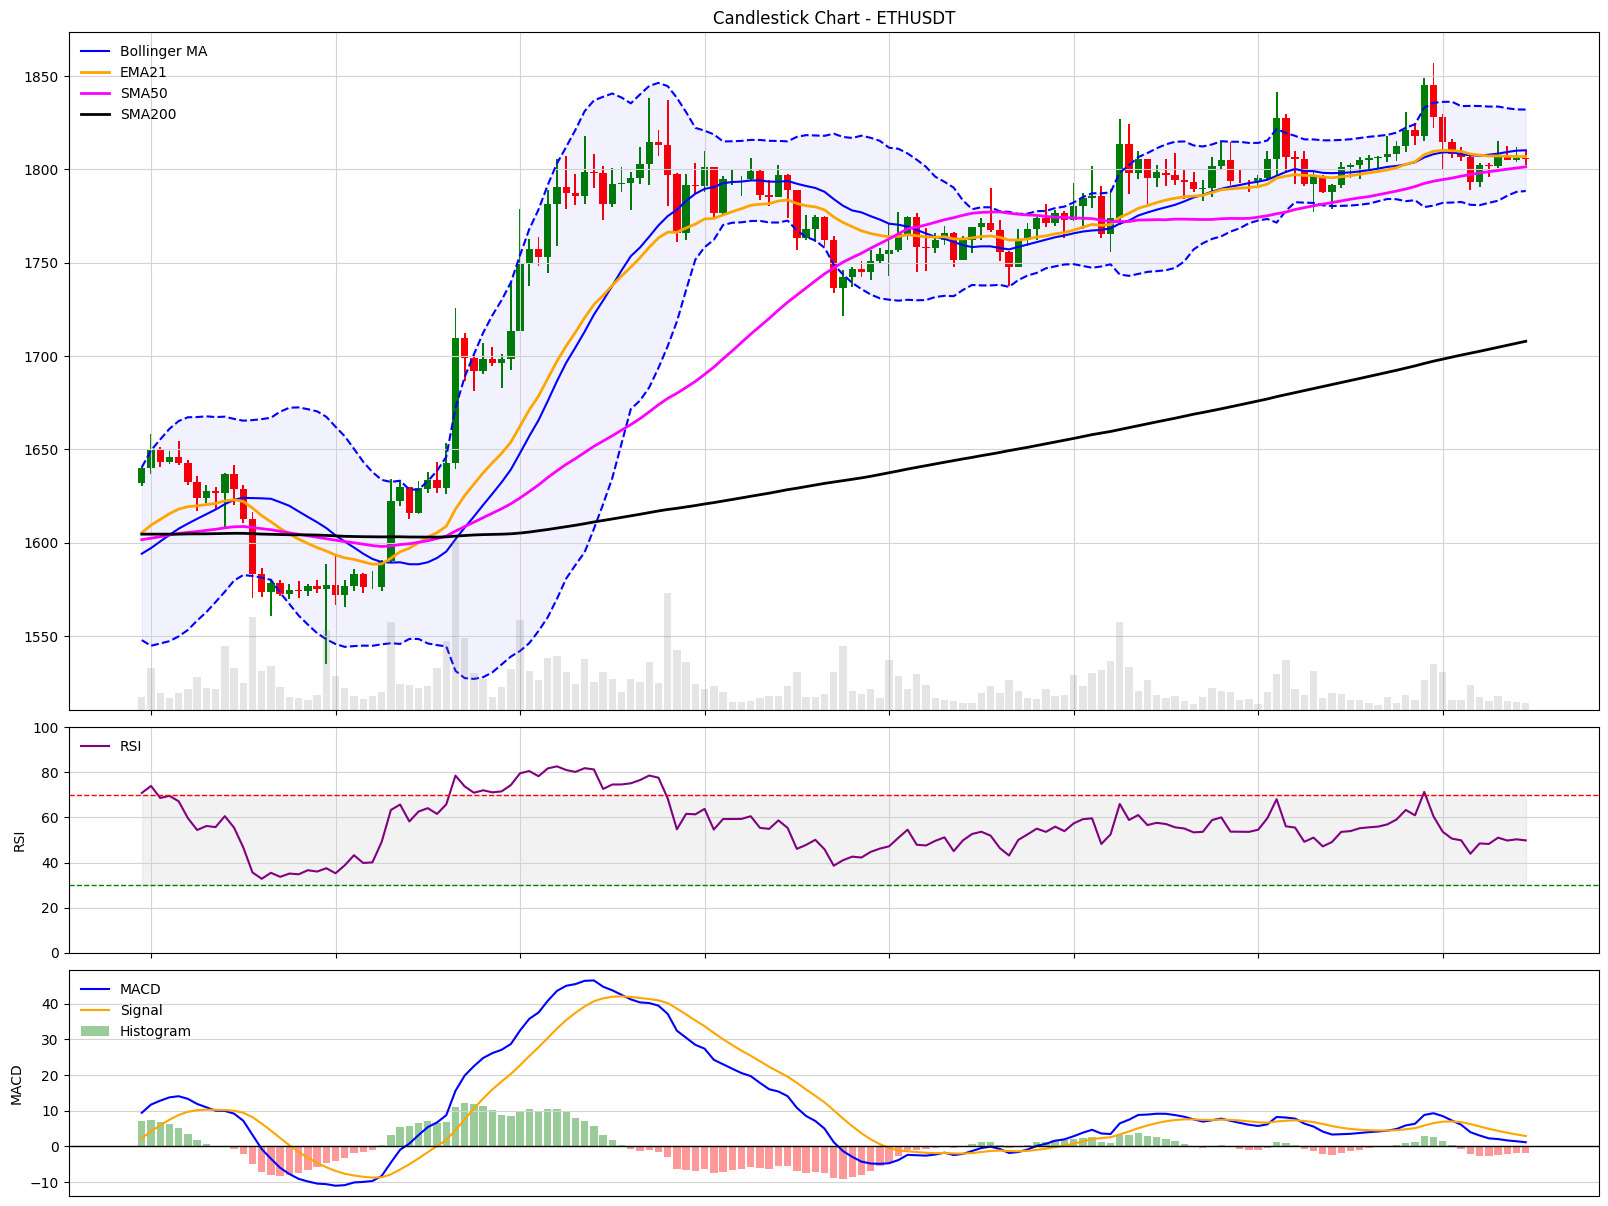 Candlestick Chart - ETHUSDT
Bollinger MA
EMA21
SMA50
SMA200
1850
1800
1750
1700
1650
1600
1550
RSI
100
80
60
40
20
0
RSI
MACD
Signal
Histogram
40
30
20
10
0
−10
MACD